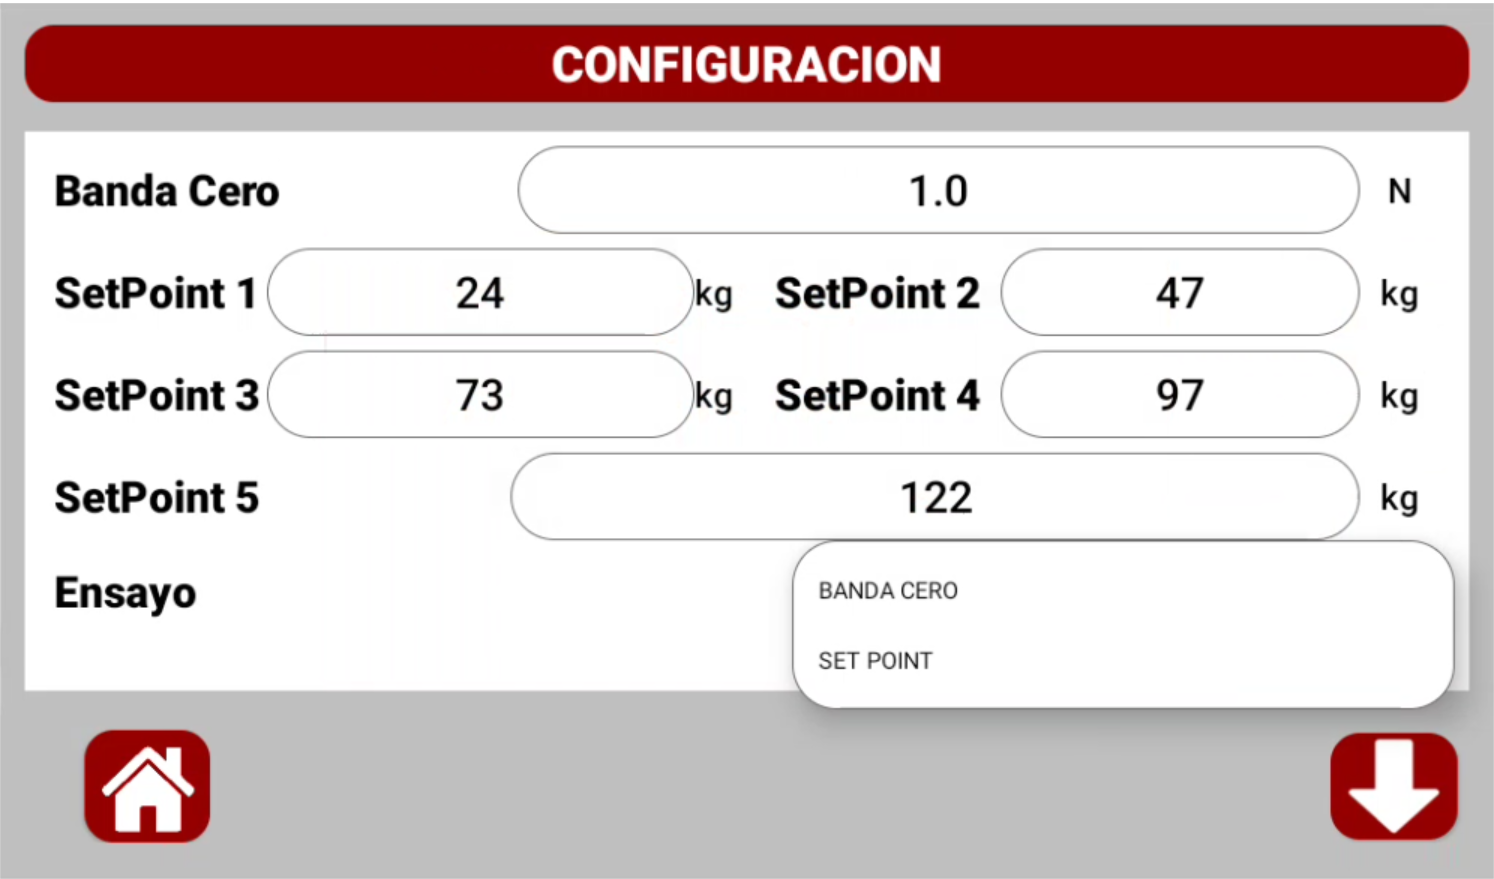 CONFIGURACION
Banda Cero 1.0 N
SetPoint 1 24 kg SetPoint 2 47 kg
SetPoint 3 73 kg SetPoint 4 97 kg
SetPoint 5 122 kg
Ensayo BANDA CERO
SET POINT